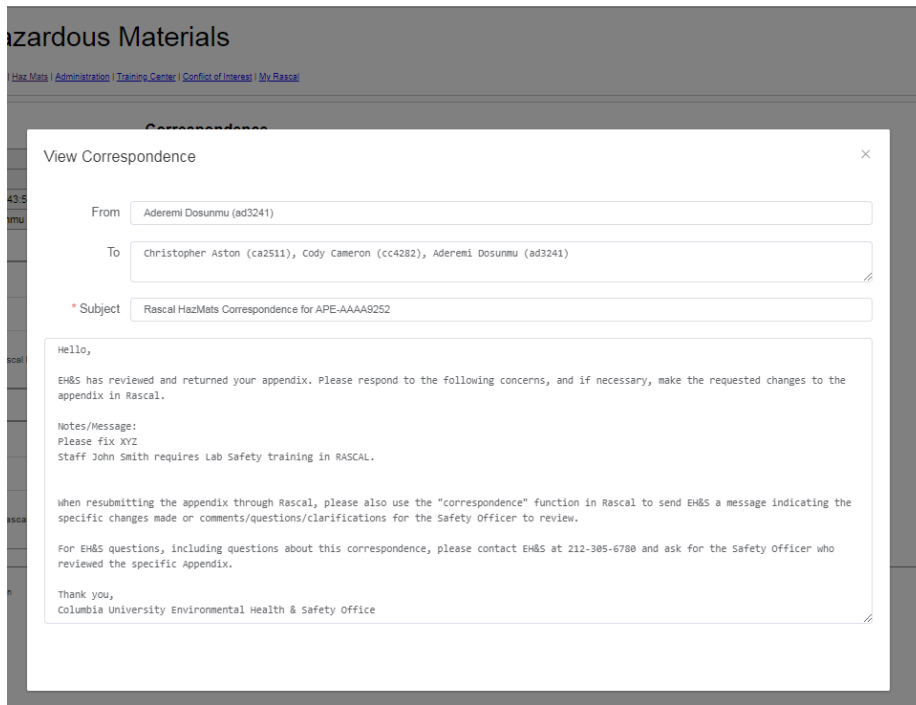 azardous Materials
| Haz Mats | Administration | Training Center | Conflict of Interest | My Rascal
Correspondence
View Correspondence
43:5
nmu
From
Aderemi Dosunmu (ad3241)
To
Christopher Aston (ca2511), Cody Cameron (cc4282), Aderemi Dosunmu (ad3241)
* Subject
Rascal HazMats Correspondence for APE-AAAA9252
Hello,
EH&S has reviewed and returned your appendix. Please respond to the following concerns, and if necessary, make the requested changes to the
appendix in Rascal.
Notes/Message:
Please fix XYZ
Staff John Smith requires Lab Safety training in RASCAL.
When resubmitting the appendix through Rascal, please also use the "correspondence" function in Rascal to send EH&S a message indicating the
specific changes made or comments/questions/clarifications for the Safety Officer to review.
For EH&S questions, including questions about this correspondence, please contact EH&S at 212-305-6780 and ask for the Safety Officer who
reviewed the specific Appendix.
Thank you,
Columbia University Environmental Health & Safety Office